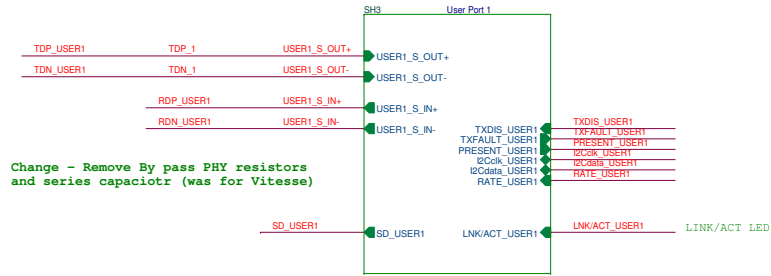 SH3 User Port 1
TDP_USER1 TDP_1 USER1_S_OUT+ USER1_S_OUT+
TDN_USER1 TDN_1 USER1_S_OUT- USER1_S_OUT-
RDP_USER1 USER1_S_IN+ USER1_S_IN+
RDN_USER1 USER1_S_IN- USER1_S_IN- TXDIS_USER1 TXDIS_USER1
TXFAULT_USER1 TXFAULT_USER1
PRESENT_USER1 PRESENT_USER1
I2Cclk_USER1 I2Cclk_USER1
I2Cdata_USER1 I2Cdata_USER1
RATE_USER1 RATE_USER1
Change - Remove By pass PHY resistors
and series capaciotr (was for Vitesse)
SD_USER1 SD_USER1 LNK/ACT_USER1 LNK/ACT_USER1 LINK/ACT LED